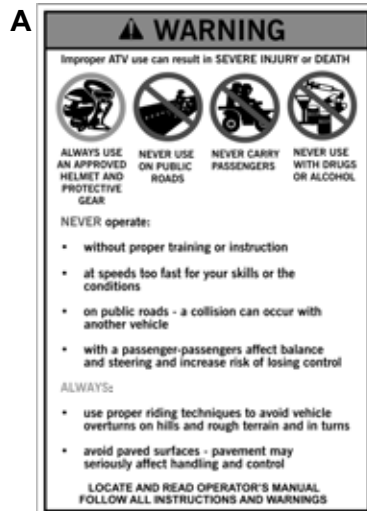 A
WARNING
Improper ATV use can result in SEVERE INJURY or DEATH
ALWAYS USE
AN APPROVED
HELMET AND
PROTECTIVE
GEAR
NEVER USE
ON PUBLIC
ROADS
NEVER CARRY
PASSENGERS
NEVER USE
WITH DRUGS
OR ALCOHOL
NEVER operate:
• without proper training or instruction
• at speeds too fast for your skills or the
conditions
• on public roads - a collision can occur with
another vehicle
• with a passenger-passengers affect balance
and steering and increase risk of losing control
ALWAYS:
• use proper riding techniques to avoid vehicle
overturns on hills and rough terrain and in turns
• avoid paved surfaces - pavement may
seriously affect handling and control
LOCATE AND READ OPERATOR'S MANUAL
FOLLOW ALL INSTRUCTIONS AND WARNINGS